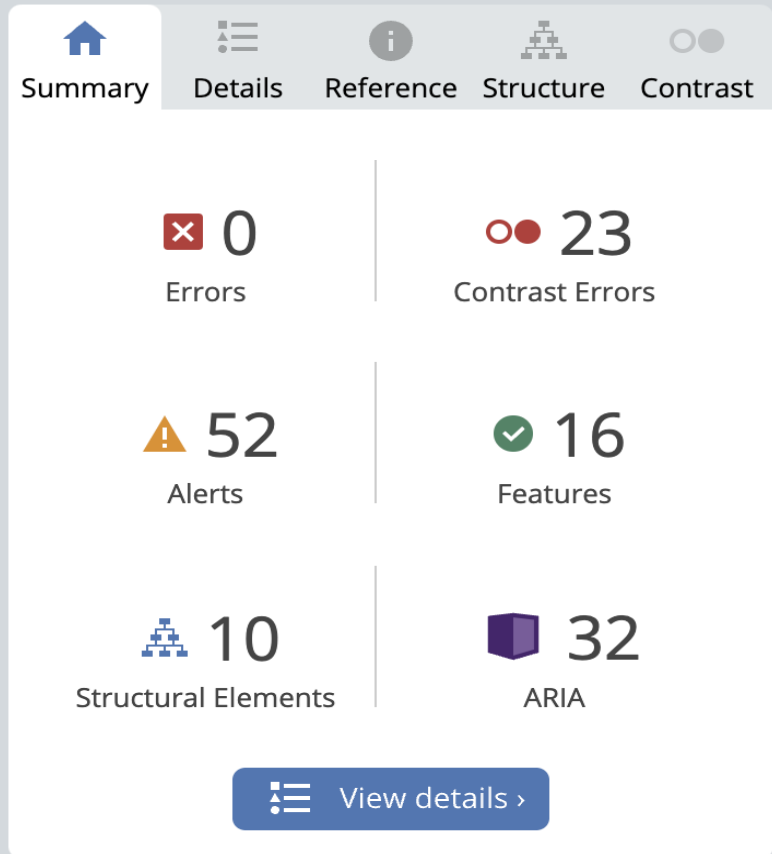 Summary
Details
Reference
Structure
Contrast
0
Errors
23
Contrast Errors
52
Alerts
16
Features
10
Structural Elements
32
ARIA
View details ›